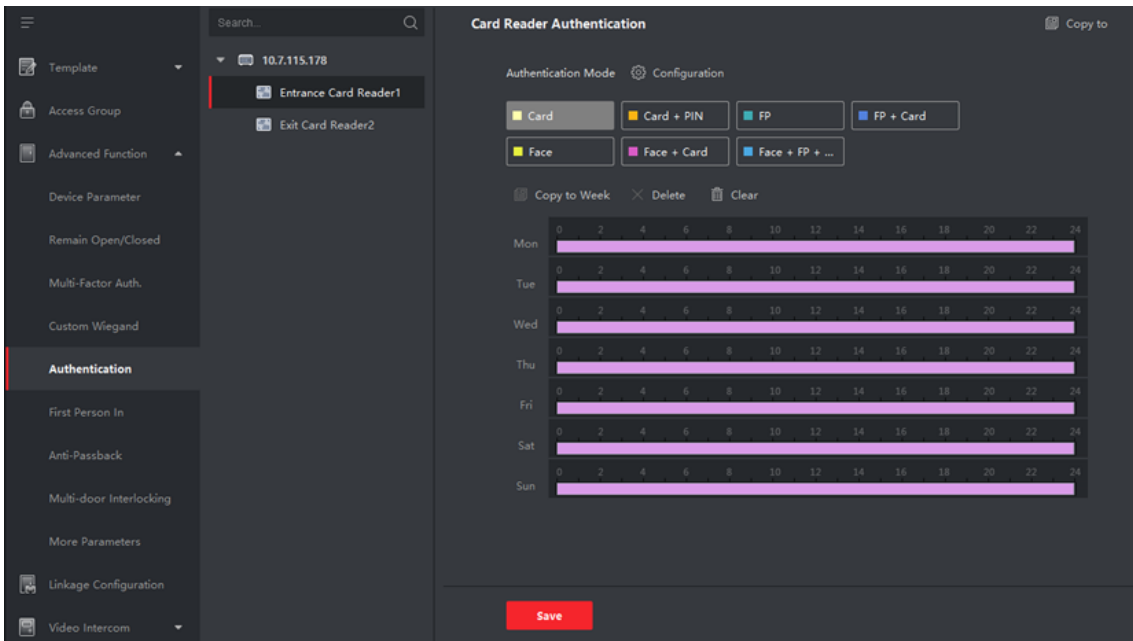 Search...
Template
Access Group
Advanced Function
Device Parameter
Remain Open/Closed
Multi-Factor Auth.
Custom Wiegand
Authentication
First Person In
Anti-Passback
Multi-door Interlocking
More Parameters
Linkage Configuration
Video Intercom
10.7.115.178
Entrance Card Reader1
Exit Card Reader2
Card Reader Authentication
Copy to
Authentication Mode Configuration
Card Card + PIN FP FP + Card
Face Face + Card Face + FP + ...
Copy to Week Delete Clear
0 2 4 6 8 10 12 14 16 18 20 22 24
Mon
0 2 4 6 8 10 12 14 16 18 20 22 24
Tue
0 2 4 6 8 10 12 14 16 18 20 22 24
Wed
0 2 4 6 8 10 12 14 16 18 20 22 24
Thu
0 2 4 6 8 10 12 14 16 18 20 22 24
Fri
0 2 4 6 8 10 12 14 16 18 20 22 24
Sat
0 2 4 6 8 10 12 14 16 18 20 22 24
Sun
Save